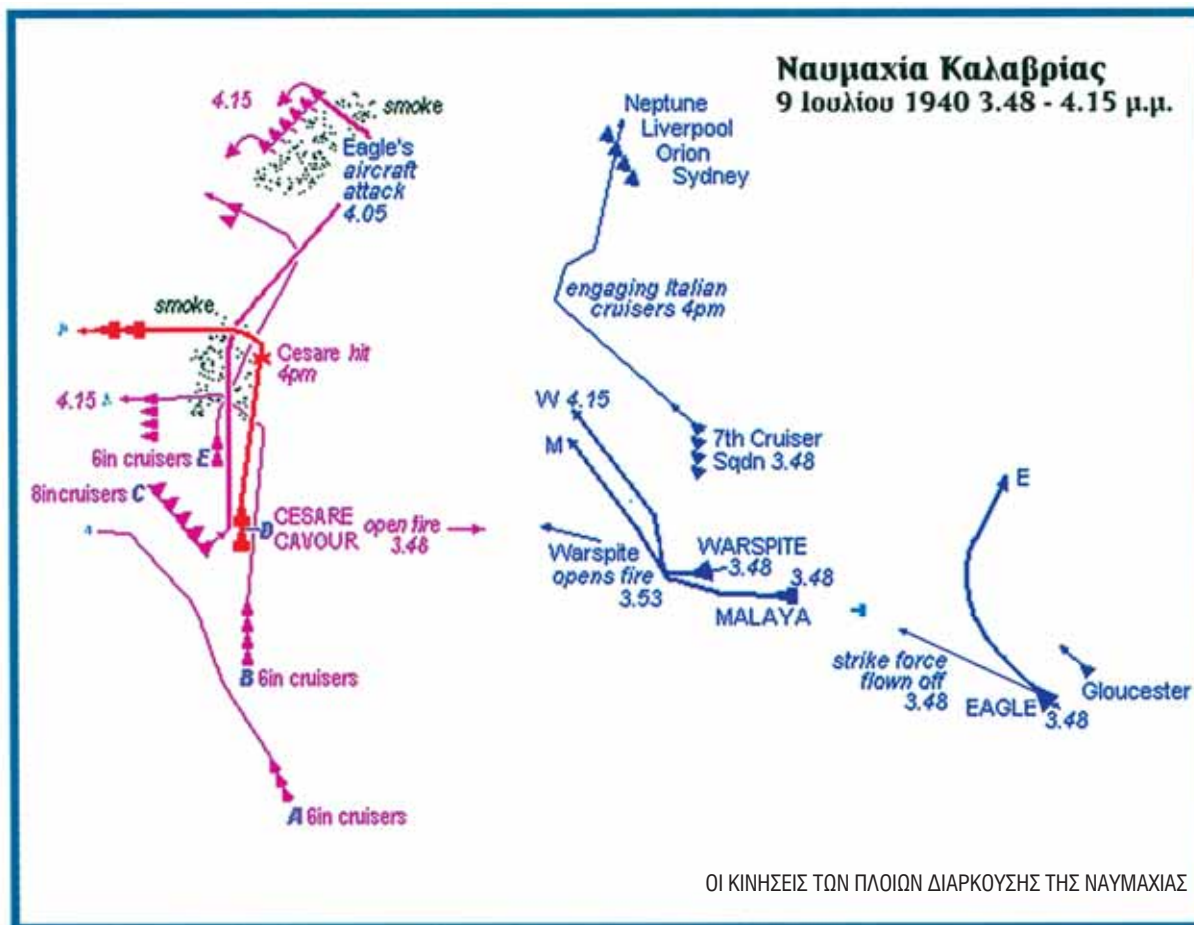 Ναυμαχία Καλαβρίας
9 Ιουλίου 1940 3.48 - 4.15 μ.μ.
4.15
smoke
Eagle's
aircraft
attack
4.05
Neptune
Liverpool
Orion
Sydney
engaging Italian
cruisers 4pm
smoke
Cesare hit
4pm
4.15
6in cruisers E
8in cruisers C
D CESARE
CAVOUR
open fire
3.48
W 4.15
M
7th Cruiser
Sqdn 3.48
Warspite
opens fire
3.53
WARSPITE
3.48
3.48
MALAYA
E
strike force
flown off
3.48
EAGLE 3.48
Gloucester
B 6in cruisers
A 6in cruisers
ΟΙ ΚΙΝΗΣΕΙΣ ΤΩΝ ΠΛΟΙΩΝ ΔΙΑΡΚΟΥΣΗΣ ΤΗΣ ΝΑΥΜΑΧΙΑΣ